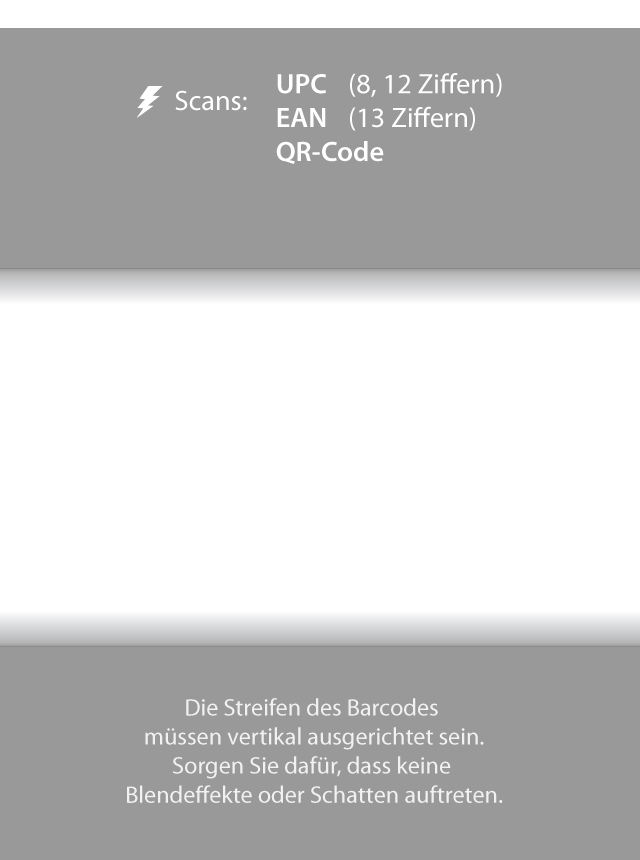 Scans:
UPC (8, 12 Ziffern)
EAN (13 Ziffern)
QR-Code
Die Streifen des Barcodes
müssen vertikal ausgerichtet sein.
Sorgen Sie dafür, dass keine
Blendeffekte oder Schatten auftreten.